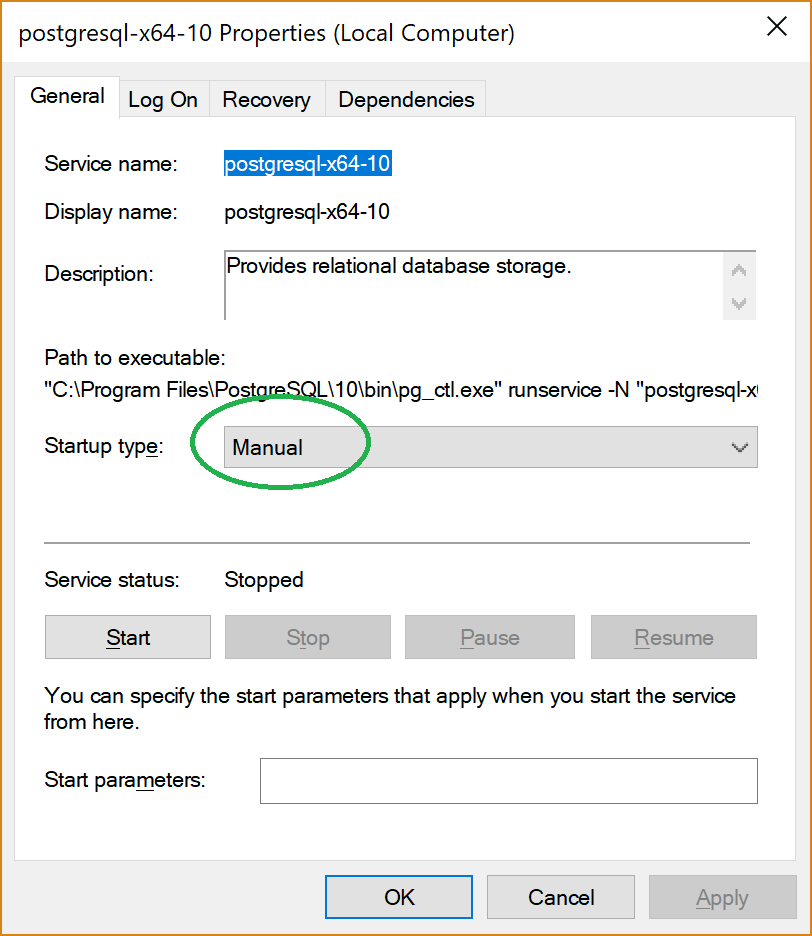 postgresql-x64-10 Properties (Local Computer)
General Log On Recovery Dependencies
Service name: postgresql-x64-10
Display name: postgresql-x64-10
Description: Provides relational database storage.
Path to executable:
"C:\Program Files\PostgreSQL\10\bin\pg_ctl.exe" runservice -N "postgresql-x
Startup type: Manual
Service status: Stopped
Start Stop Pause Resume
You can specify the start parameters that apply when you start the service
from here.
Start parameters:
OK Cancel Apply